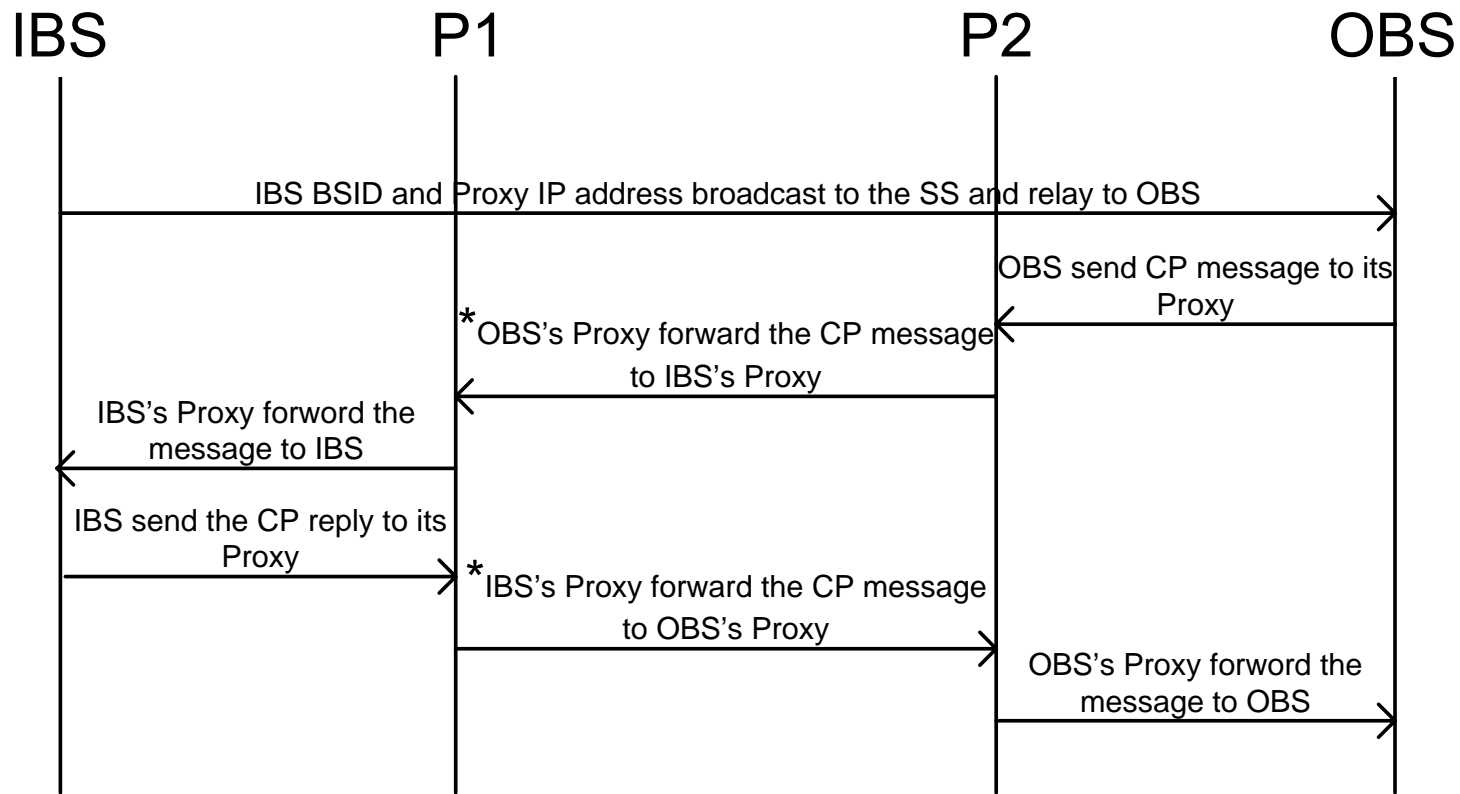 IBS P1 P2 OBS
IBS BSID and Proxy IP address broadcast to the SS and relay to OBS
OBS send CP message to its
Proxy
*OBS's Proxy forward the CP message
to IBS's Proxy
IBS's Proxy forword the
message to IBS
IBS send the CP reply to its
Proxy
*IBS's Proxy forward the CP message
to OBS's Proxy
OBS's Proxy forword the
message to OBS